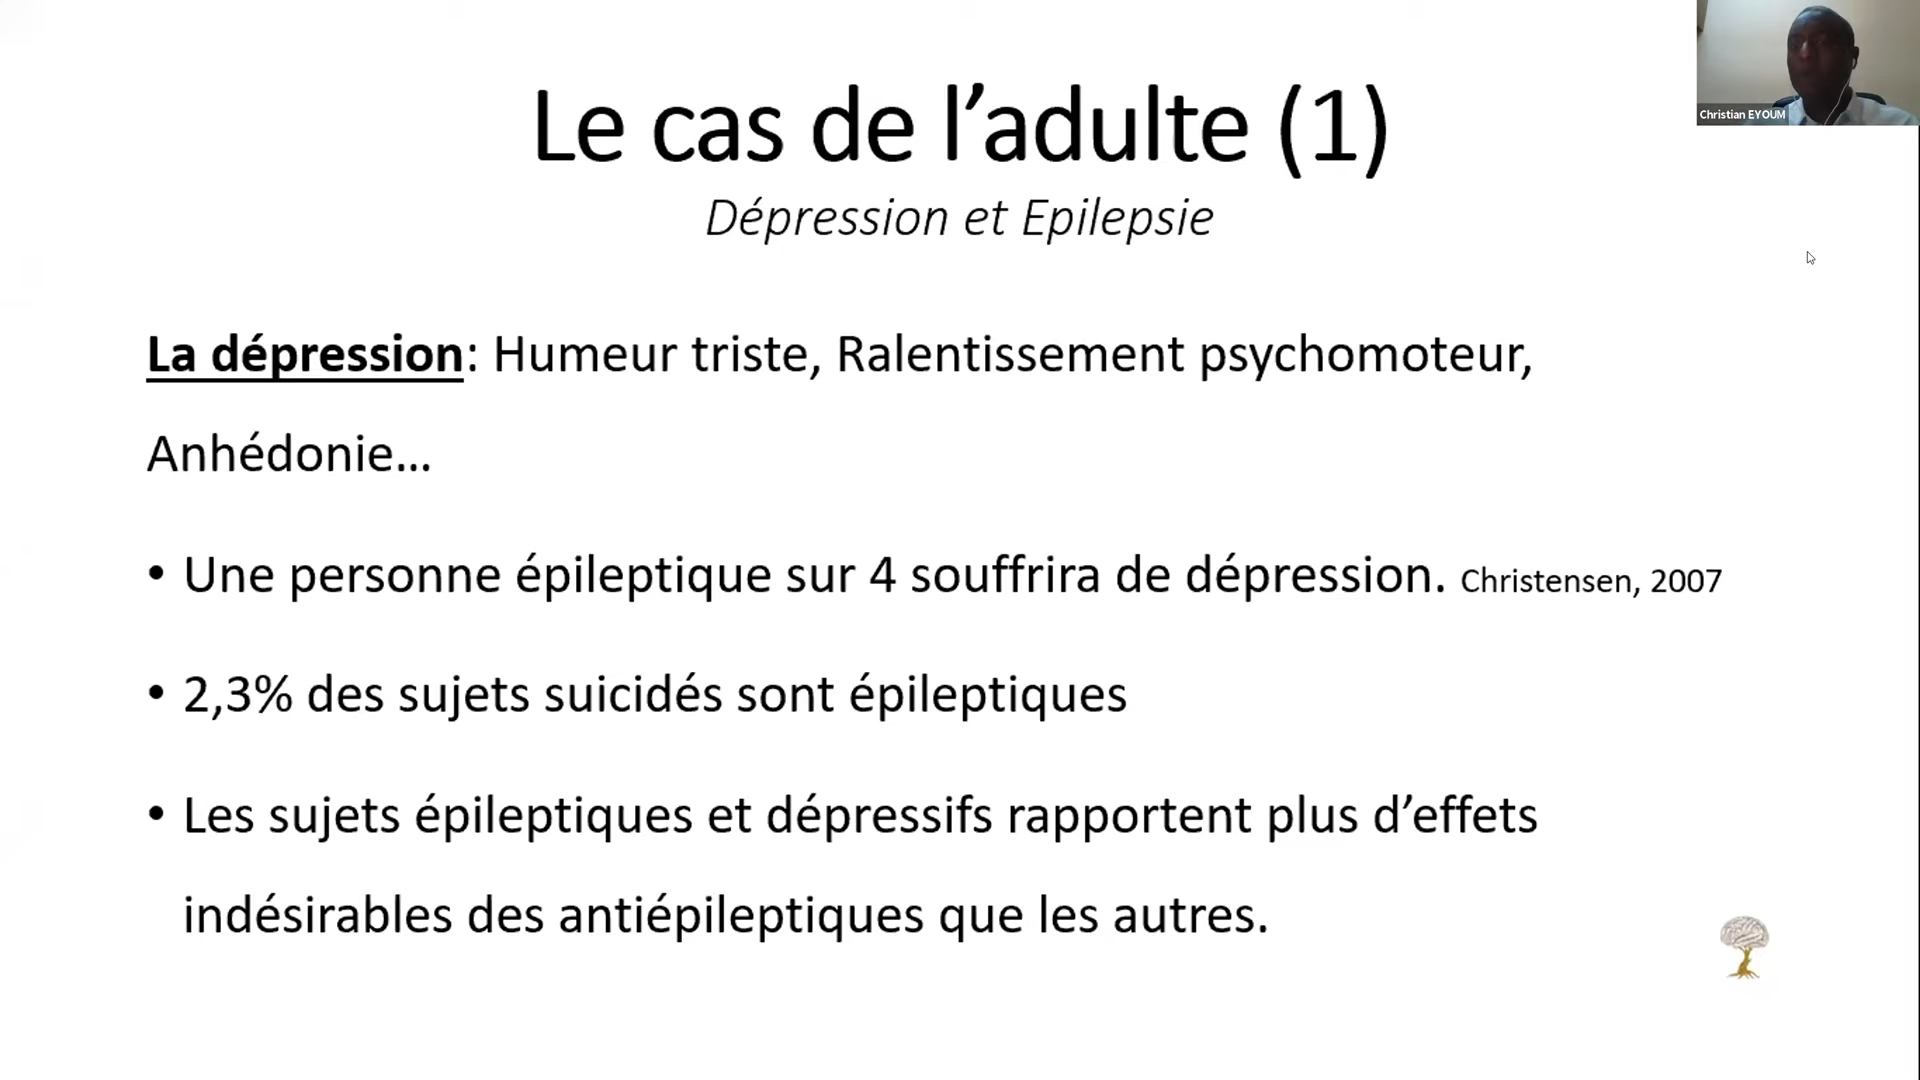 Le cas de l’adulte (1)
Christian EYOUM
Dépression et Epilepsie
La dépression: Humeur triste, Ralentissement psychomoteur,
Anhédonie...
• Une personne épileptique sur 4 souffrira de dépression. Christensen, 2007
• 2,3% des sujets suicidés sont épileptiques
• Les sujets épileptiques et dépressifs rapportent plus d’effets
indésirables des antiépileptiques que les autres.